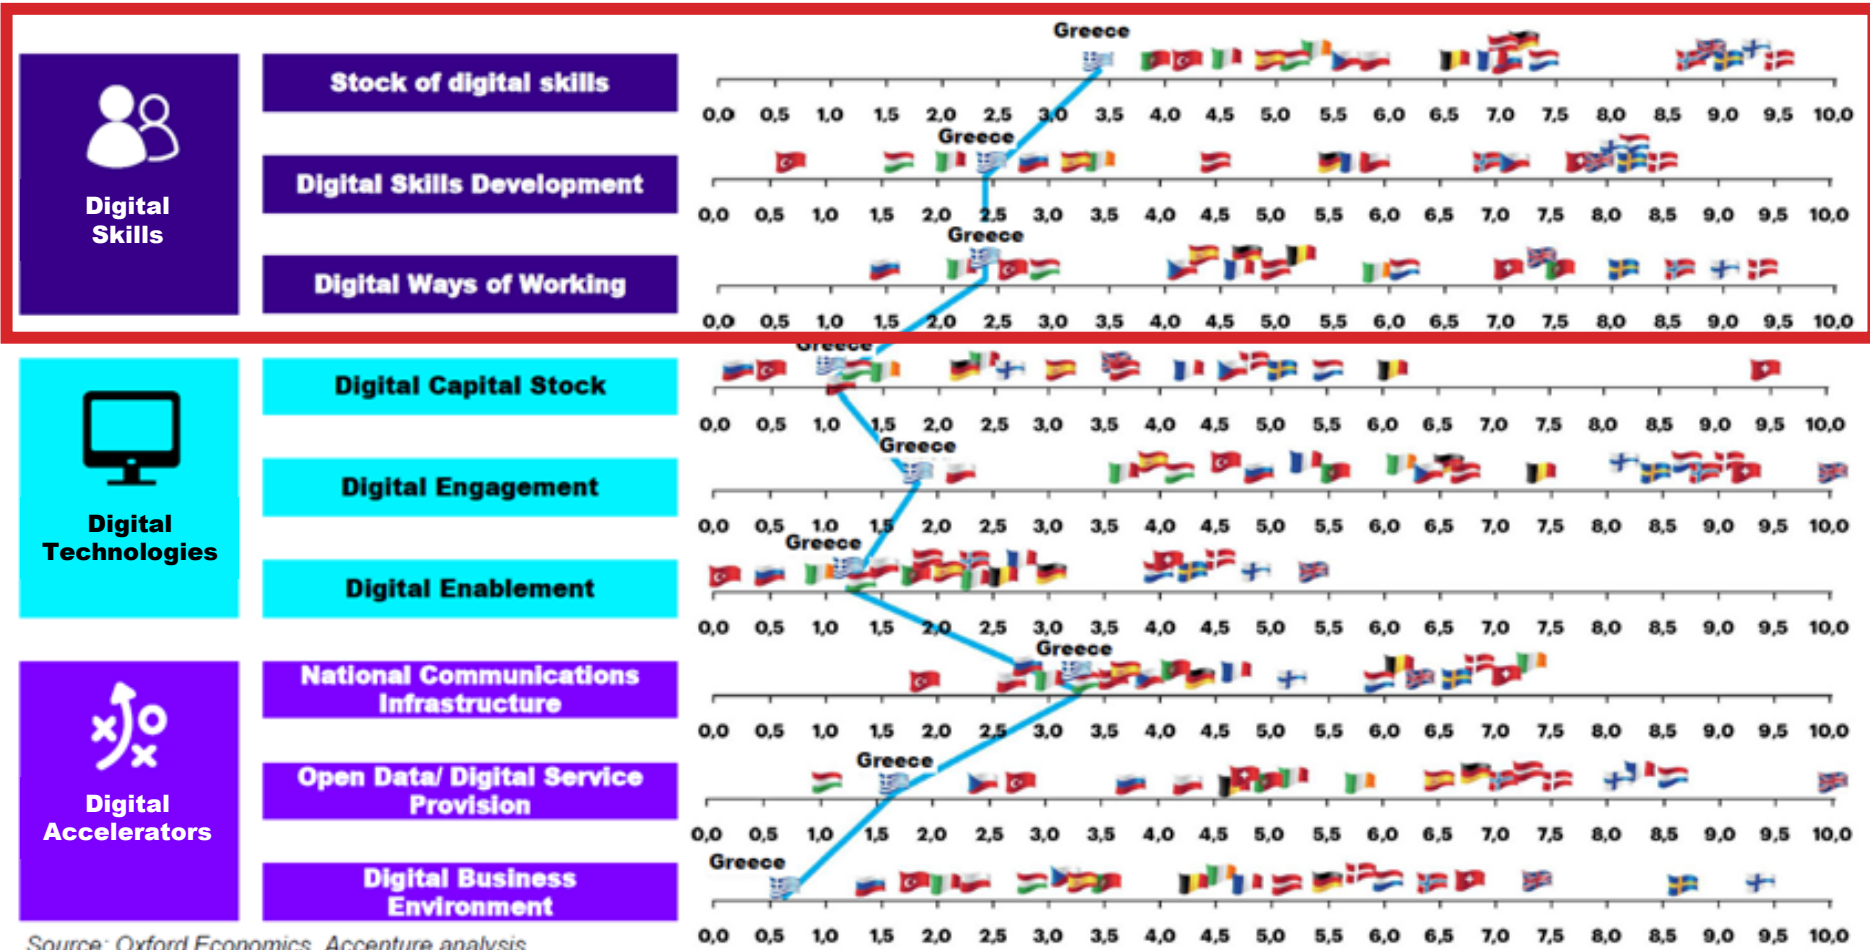 Greece
Stock of digital skills
0,0 0,5 1,0 1,5 2,0 2,5 3,0 3,5 4,0 4,5 5,0 5,5 6,0 6,5 7,0 7,5 8,0 8,5 9,0 9,5 10,0
Greece
Digital Skills Development
0,0 0,5 1,0 1,5 2,0 2,5 3,0 3,5 4,0 4,5 5,0 5,5 6,0 6,5 7,0 7,5 8,0 8,5 9,0 9,5 10,0
Digital
Skills
Greece
Digital Ways of Working
0,0 0,5 1,0 1,5 2,0 2,5 3,0 3,5 4,0 4,5 5,0 5,5 6,0 6,5 7,0 7,5 8,0 8,5 9,0 9,5 10,0
Greece
Digital Capital Stock
0,0 0,5 1,0 1,5 2,0 2,5 3,0 3,5 4,0 4,5 5,0 5,5 6,0 6,5 7,0 7,5 8,0 8,5 9,0 9,5 10,0
Greece
Digital Engagement
0,0 0,5 1,0 1,5 2,0 2,5 3,0 3,5 4,0 4,5 5,0 5,5 6,0 6,5 7,0 7,5 8,0 8,5 9,0 9,5 10,0
Digital
Technologies
Greece
Digital Enablement
0,0 0,5 1,0 1,5 2,0 2,5 3,0 3,5 4,0 4,5 5,0 5,5 6,0 6,5 7,0 7,5 8,0 8,5 9,0 9,5 10,0
Greece
National Communications
Infrastructure
0,0 0,5 1,0 1,5 2,0 2,5 3,0 3,5 4,0 4,5 5,0 5,5 6,0 6,5 7,0 7,5 8,0 8,5 9,0 9,5 10,0
Greece
Open Data/ Digital Service
Provision
0,0 0,5 1,0 1,5 2,0 2,5 3,0 3,5 4,0 4,5 5,0 5,5 6,0 6,5 7,0 7,5 8,0 8,5 9,0 9,5 10,0
Digital
Accelerators
Greece
Digital Business
Environment
0,0 0,5 1,0 1,5 2,0 2,5 3,0 3,5 4,0 4,5 5,0 5,5 6,0 6,5 7,0 7,5 8,0 8,5 9,0 9,5 10,0
Source: Oxford Economics, Accenture analysis